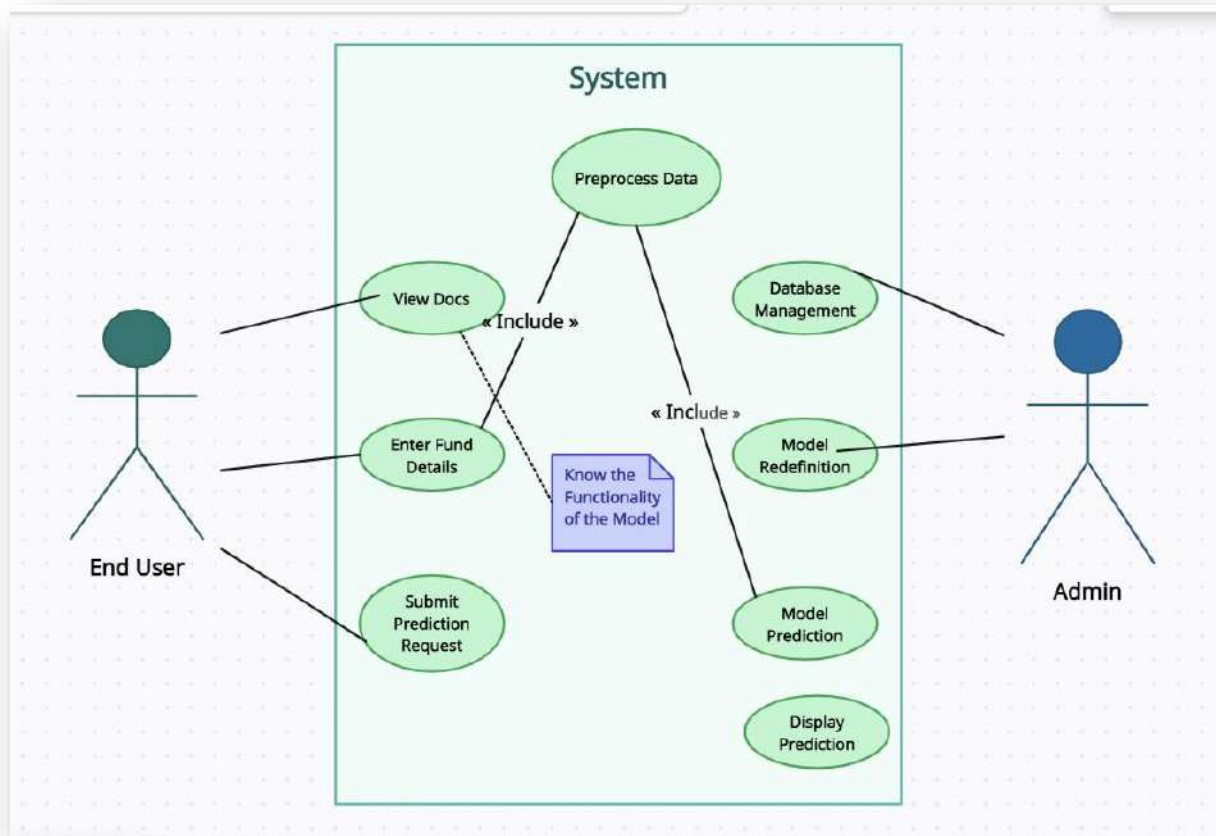 System
Preprocess Data
View Docs
« Include »
Database
Management
« Include »
Enter Fund
Details
Model
Redefinition
Know the
Functionality
of the Model
End User
Admin
Submit
Prediction
Request
Model
Prediction
Display
Prediction